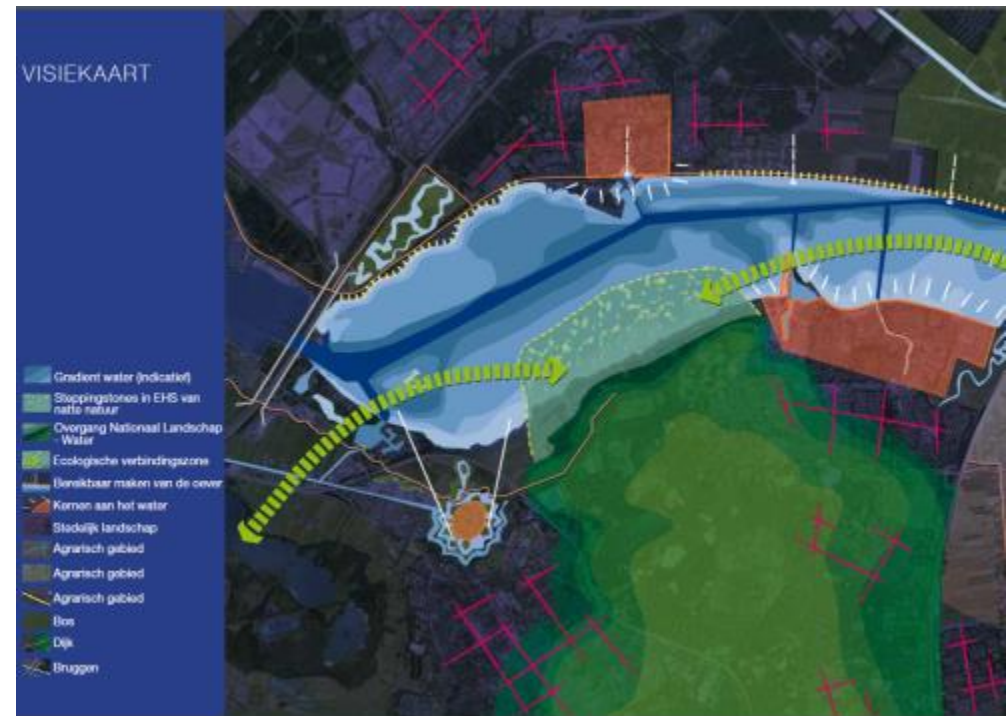 VISIEKAART
Gradient water (indicatief)
Steppingstones in EHS van
natte natuur
Overgang Nationaal Landschap
- Water
Ecologische verbindingszone
Bereikbaar maken van de oever
Kernen aan het water
Stedelijk landschap
Agrarisch gebied
Agrarisch gebied
Agrarisch gebied
Bos
Dijk
Bruggen